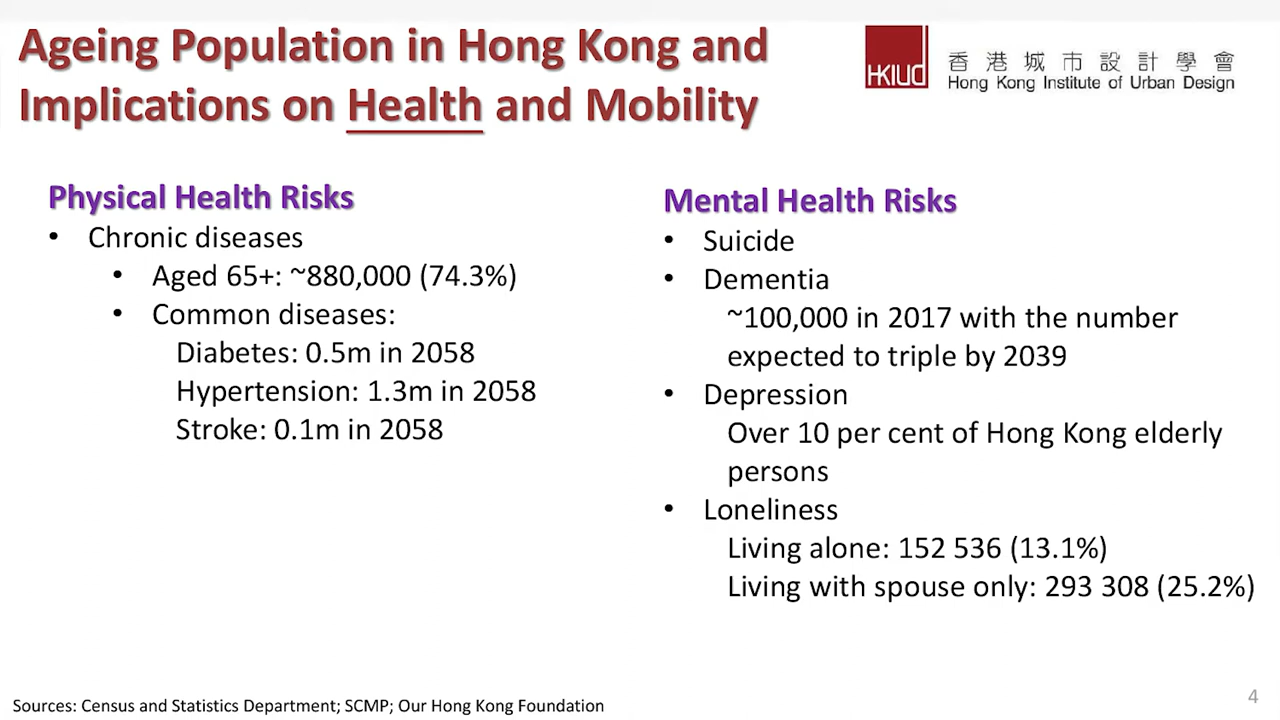 Ageing Population in Hong Kong and
Implications on Health and Mobility
HKIUD
香港城市設計學會
Hong Kong Institute of Urban Design
Physical Health Risks
• Chronic diseases
• Aged 65+: ~880,000 (74.3%)
• Common diseases:
Diabetes: 0.5m in 2058
Hypertension: 1.3m in 2058
Stroke: 0.1m in 2058
Mental Health Risks
• Suicide
• Dementia
~100,000 in 2017 with the number
expected to triple by 2039
• Depression
Over 10 per cent of Hong Kong elderly
persons
• Loneliness
Living alone: 152 536 (13.1%)
Living with spouse only: 293 308 (25.2%)
Sources: Census and Statistics Department; SCMP; Our Hong Kong Foundation
4